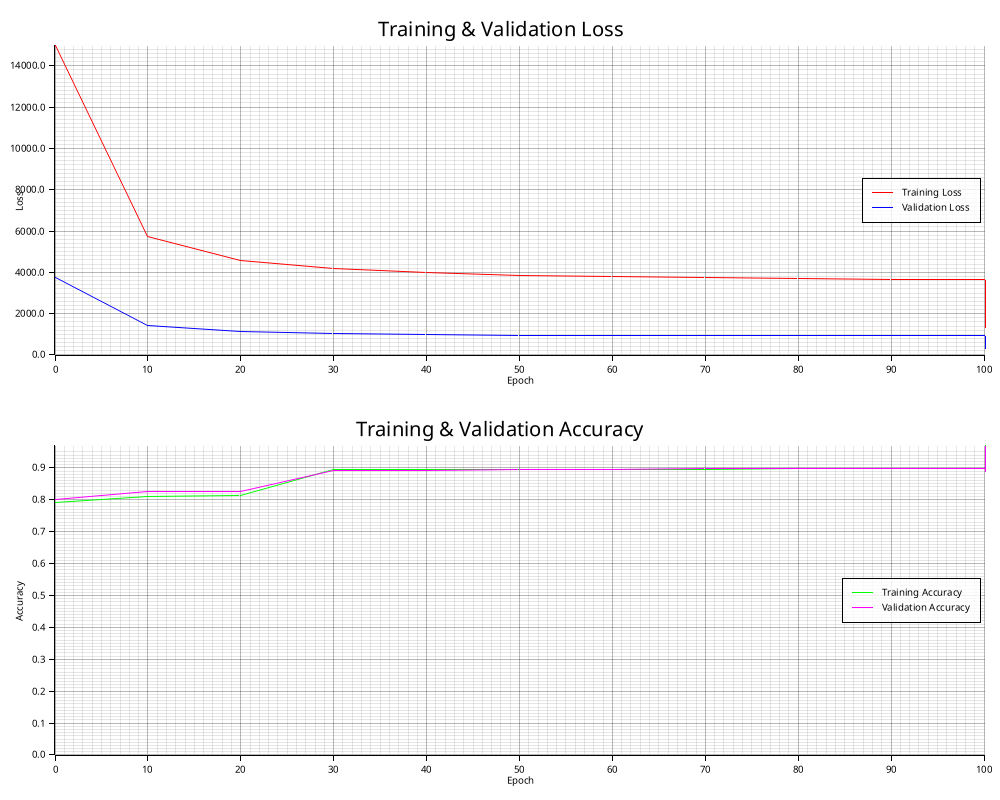 Training & Validation Loss
14000.0
12000.0
10000.0
8000.0
6000.0
4000.0
2000.0
0.0
Loss
Training Loss
Validation Loss
0 10 20 30 40 50 60 70 80 90 100
Epoch
Training & Validation Accuracy
0.9
0.8
0.7
0.6
0.5
0.4
0.3
0.2
0.1
0.0
Accuracy
Training Accuracy
Validation Accuracy
0 10 20 30 40 50 60 70 80 90 100
Epoch